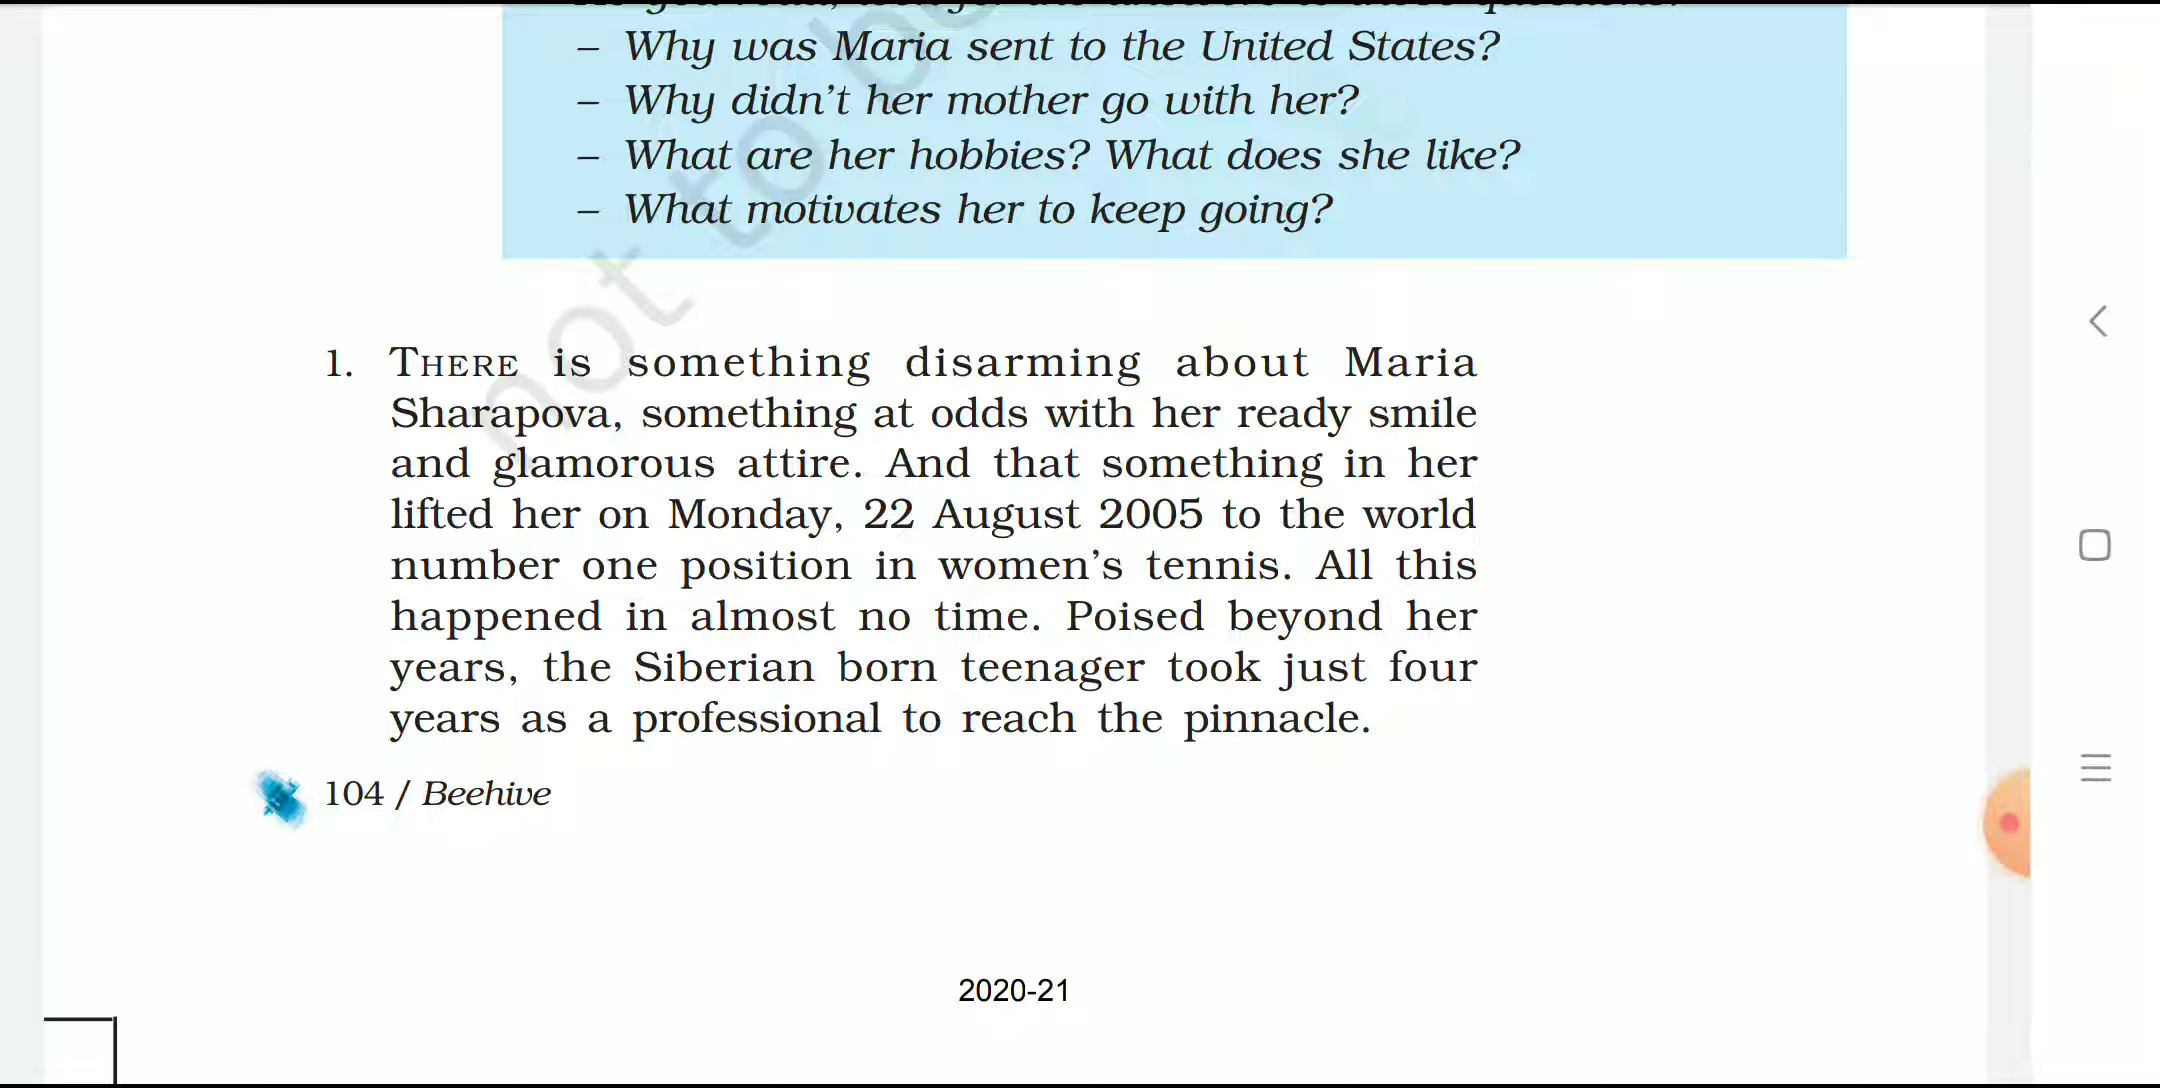 – Why was Maria sent to the United States?
– Why didn't her mother go with her?
– What are her hobbies? What does she like?
– What motivates her to keep going?
not to
1. THERE is something disarming about Maria
Sharapova, something at odds with her ready smile
and glamorous attire. And that something in her
lifted her on Monday, 22 August 2005 to the world
number one position in women's tennis. All this
happened in almost no time. Poised beyond her
years, the Siberian born teenager took just four
years as a professional to reach the pinnacle.
104 / Beehive
2020-21